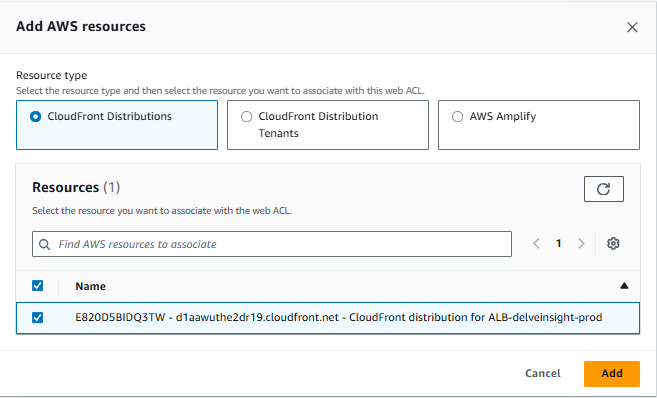 Add AWS resources
Resource type
Select the resource type and then select the resource you want to associate with this web ACL.
CloudFront Distributions
CloudFront Distribution
Tenants
AWS Amplify
Resources (1)
Select the resource you want to associate with the web ACL.
Find AWS resources to associate
1
Name
E820D5BIDQ3TW - d1aawuthe2dr19.cloudfront.net - CloudFront distribution for ALB-delveinsight-prod
Cancel
Add